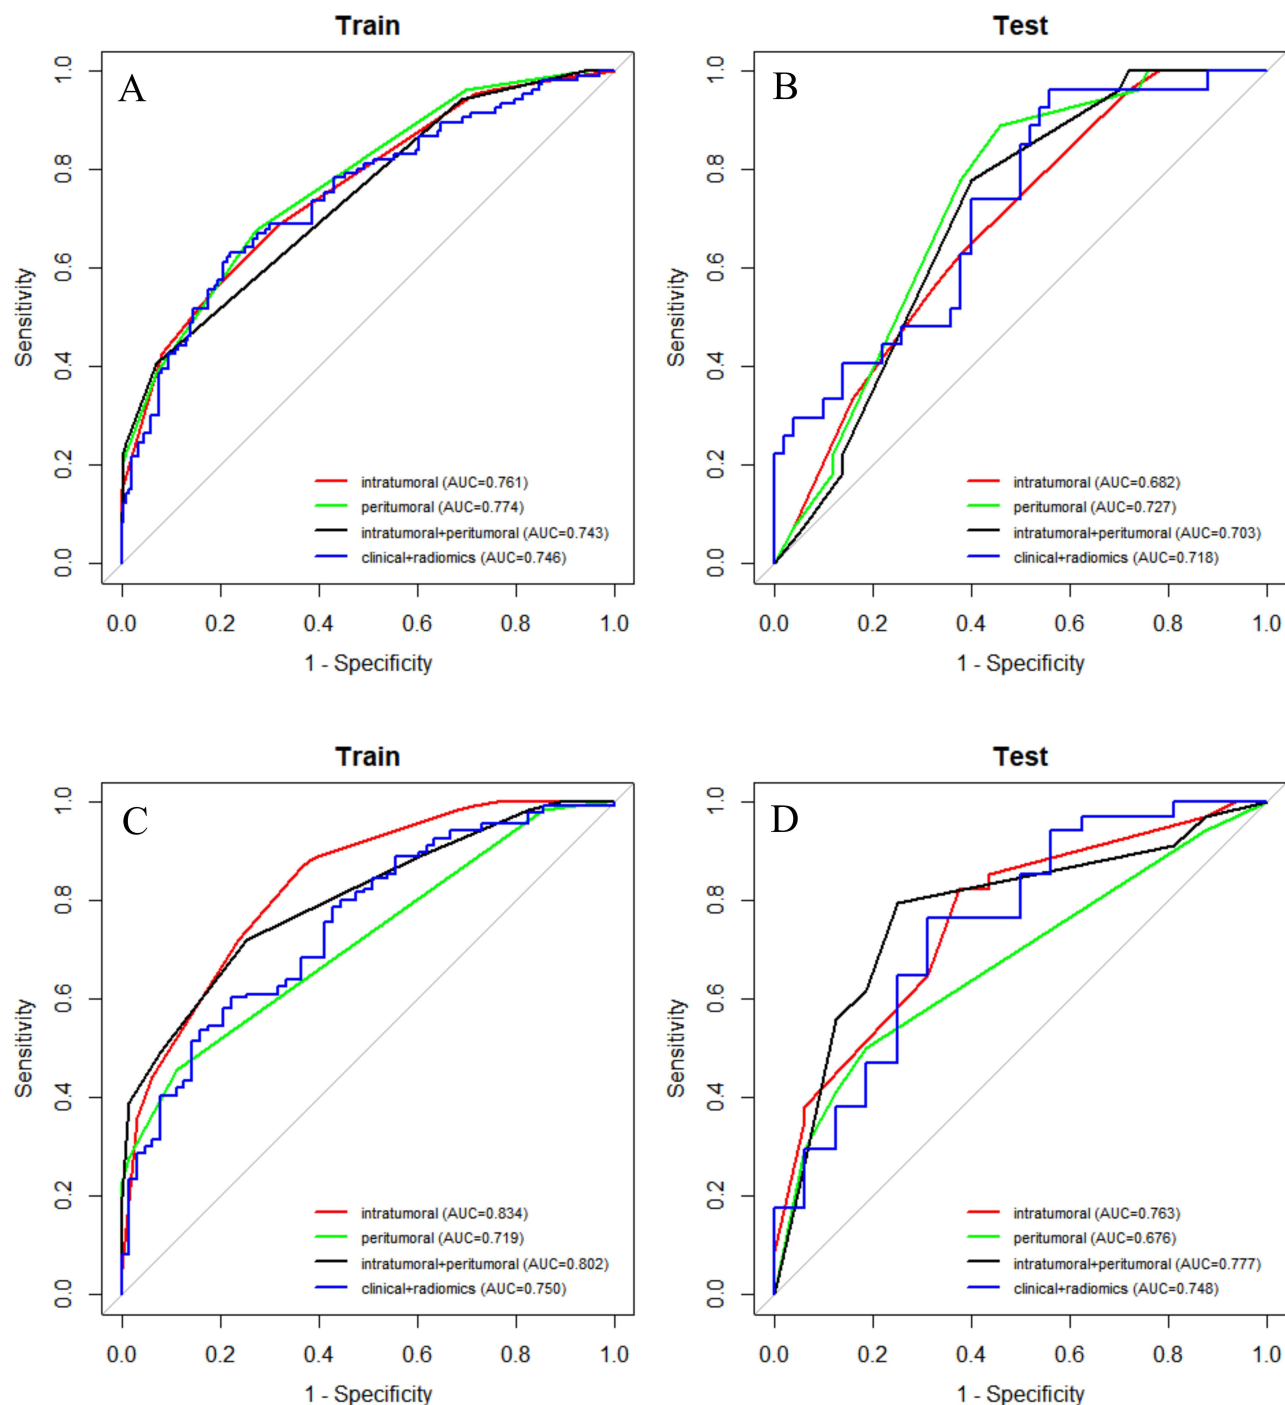 Train
A
Sensitivity
1.0
0.8
0.6
0.4
0.2
0.0
intratumoral (AUC=0.761)
peritumoral (AUC=0.774)
intratumoral+peritumoral (AUC=0.743)
clinical+radiomics (AUC=0.746)
0.0 0.2 0.4 0.6 0.8 1.0
1 - Specificity
Test
B
Sensitivity
1.0
0.8
0.6
0.4
0.2
0.0
intratumoral (AUC=0.682)
peritumoral (AUC=0.727)
intratumoral+peritumoral (AUC=0.703)
clinical+radiomics (AUC=0.718)
0.0 0.2 0.4 0.6 0.8 1.0
1 - Specificity
Train
C
Sensitivity
1.0
0.8
0.6
0.4
0.2
0.0
intratumoral (AUC=0.834)
peritumoral (AUC=0.719)
intratumoral+peritumoral (AUC=0.802)
clinical+radiomics (AUC=0.750)
0.0 0.2 0.4 0.6 0.8 1.0
1 - Specificity
Test
D
Sensitivity
1.0
0.8
0.6
0.4
0.2
0.0
intratumoral (AUC=0.763)
peritumoral (AUC=0.676)
intratumoral+peritumoral (AUC=0.777)
clinical+radiomics (AUC=0.748)
0.0 0.2 0.4 0.6 0.8 1.0
1 - Specificity